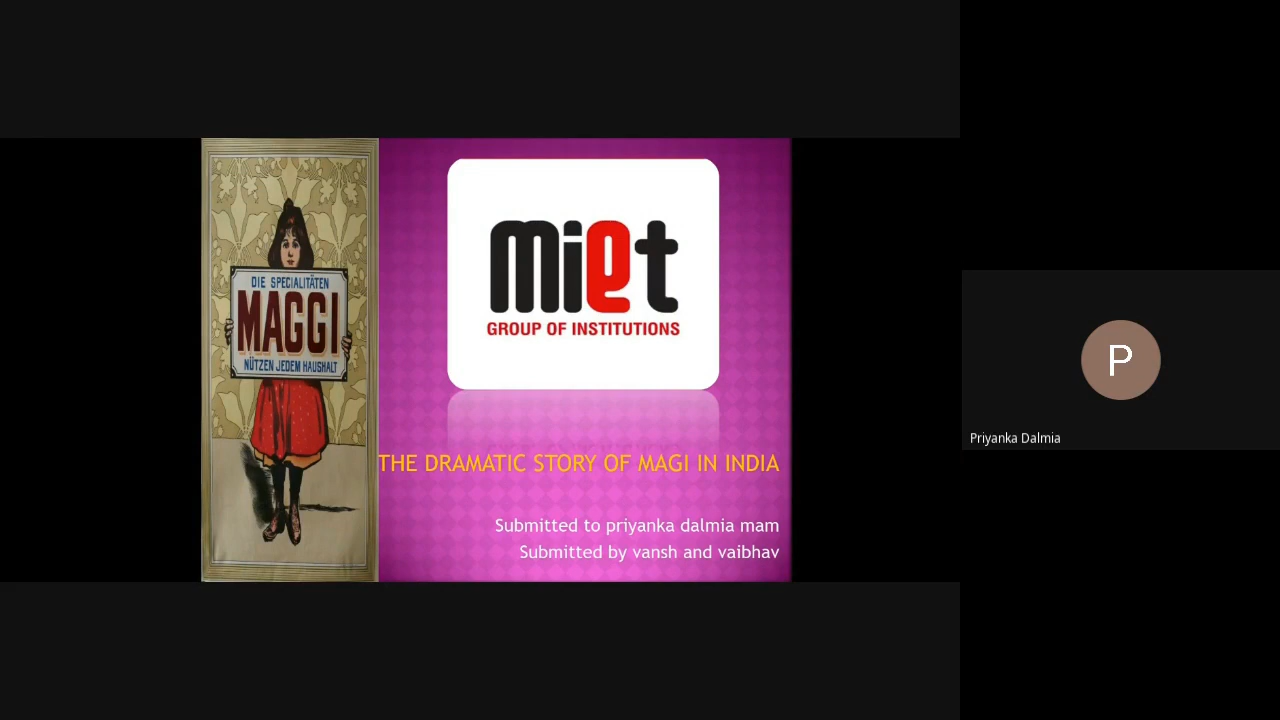 DIE SPECIALITÄTEN
MAGGI
NÜTZEN JEDEM HAUSHALT
miet
GROUP OF INSTITUTIONS
THE DRAMATIC STORY OF MAGI IN INDIA
Submitted to priyanka dalmia mam
Submitted by vansh and vaibhav
P
Priyanka Dalmia